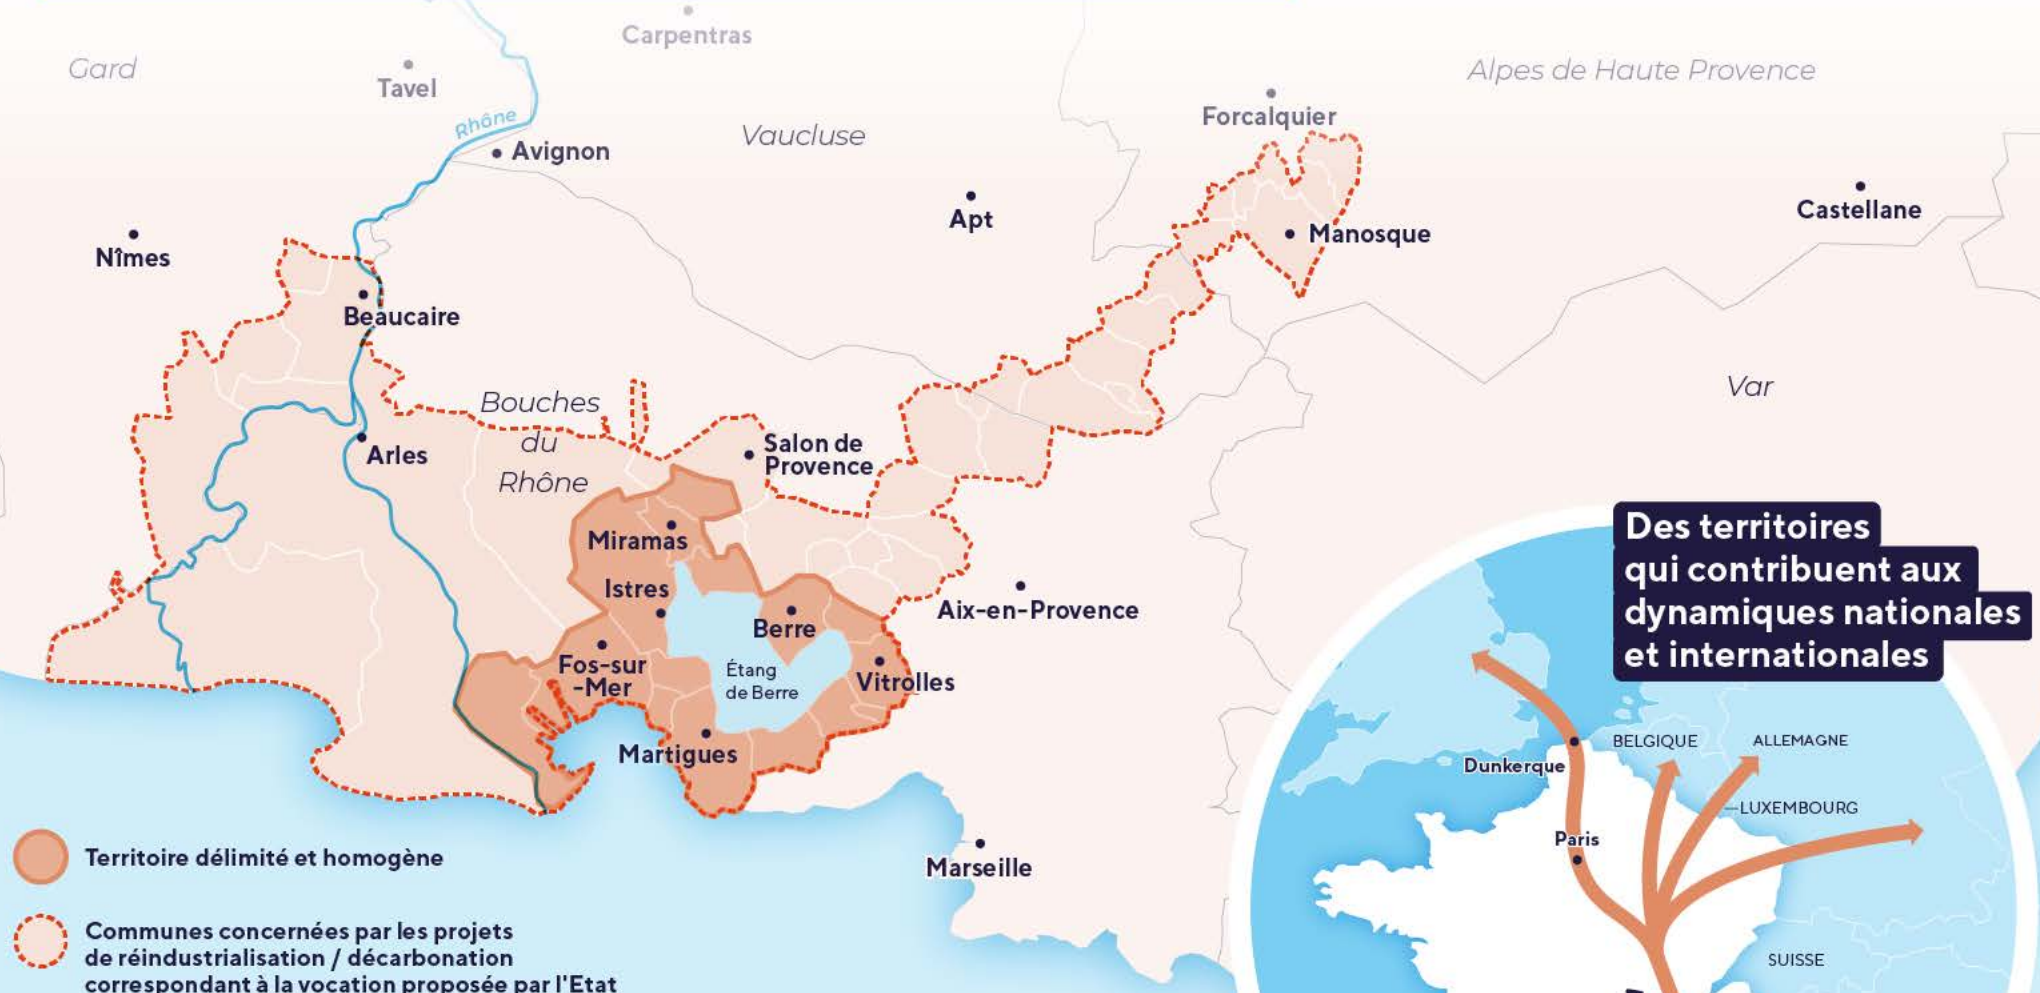 Carpentras
Gard
Tavel
Alpes de Haute Provence
Rhône
Avignon
Vaucluse
Forcalquier
Nîmes
Apt
Castellane
Manosque
Beaucaire
Bouches
du
Rhône
Var
Arles
Salon de
Provence
Miramas
Istres
Berre
Aix-en-Provence
Fos-sur
-Mer
Étang
de Berre
Vitrolles
Martigues
Marseille
Territoire délimité et homogène
Communes concernées par les projets
de réindustrialisation / décarbonation
correspondant à la vocation proposée par l'Etat
Des territoires
qui contribuent aux
dynamiques nationales
et internationales
BELGIQUE
ALLEMAGNE
Dunkerque
LUXEMBOURG
Paris
SUISSE